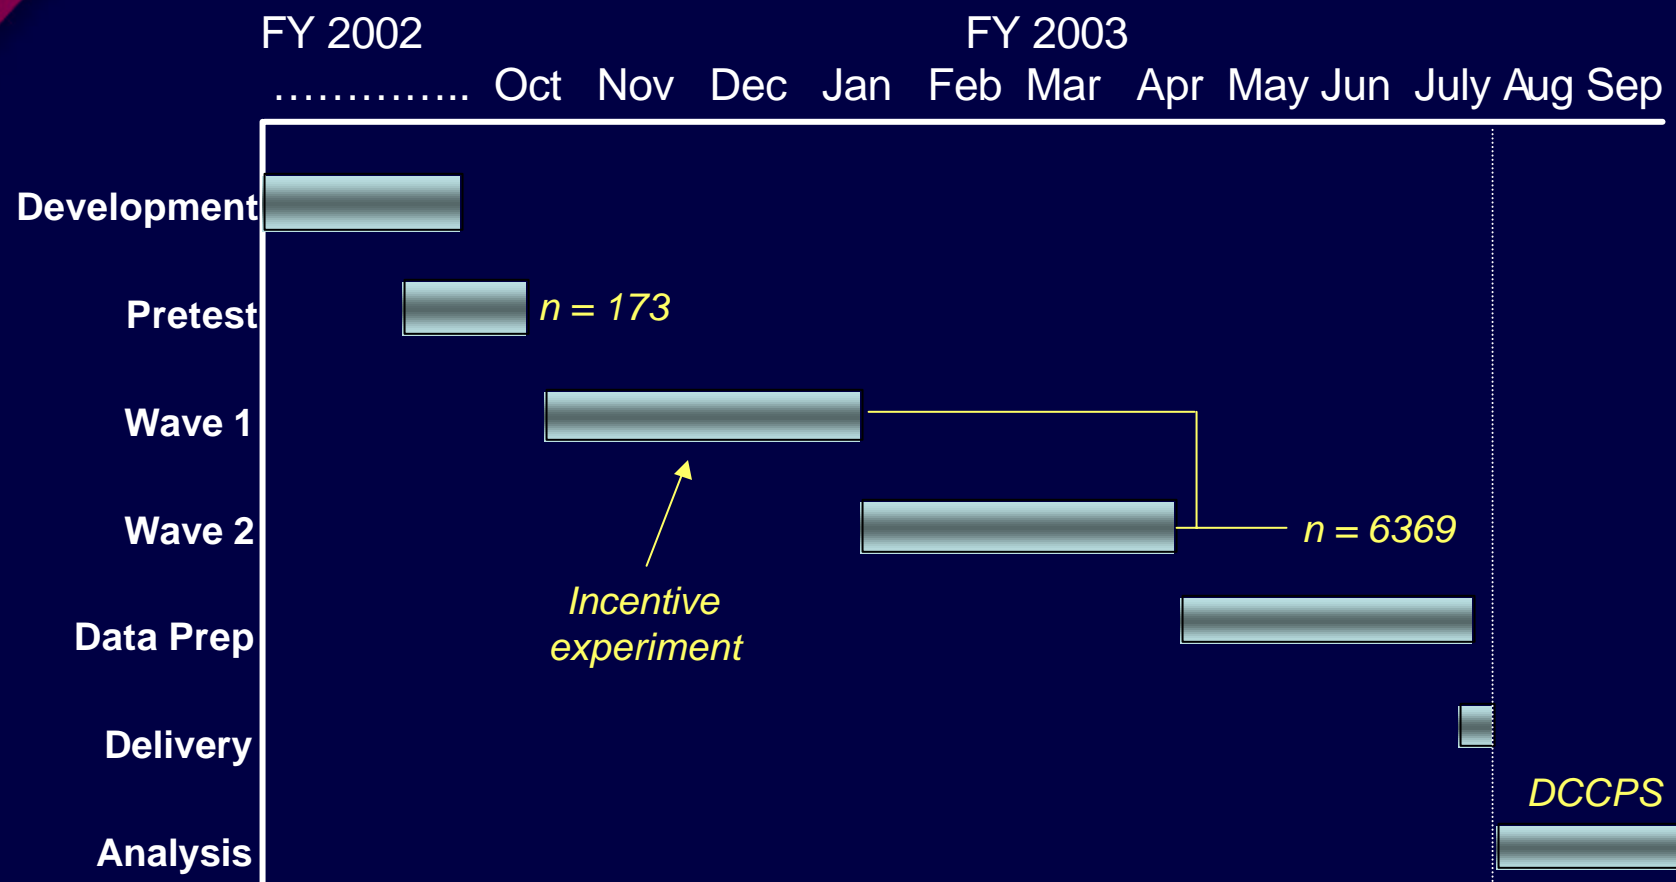 FY 2002 FY 2003
………….. Oct Nov Dec Jan Feb Mar Apr May Jun July Aug Sep
Development
Pretest n = 173
Wave 1
Wave 2 n = 6369
Incentive
experiment
Data Prep
Delivery
DCCPS
Analysis